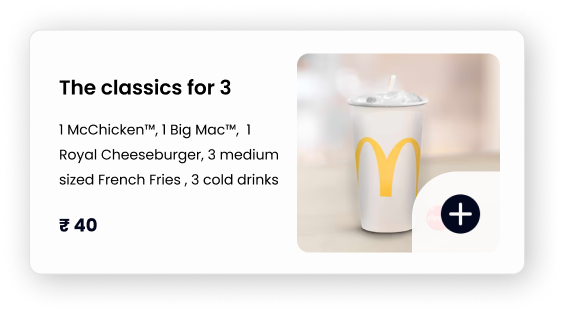 The classics for 3
1 McChicken™, 1 Big Mac™, 1
Royal Cheeseburger, 3 medium
sized French Fries , 3 cold drinks
₹ 40